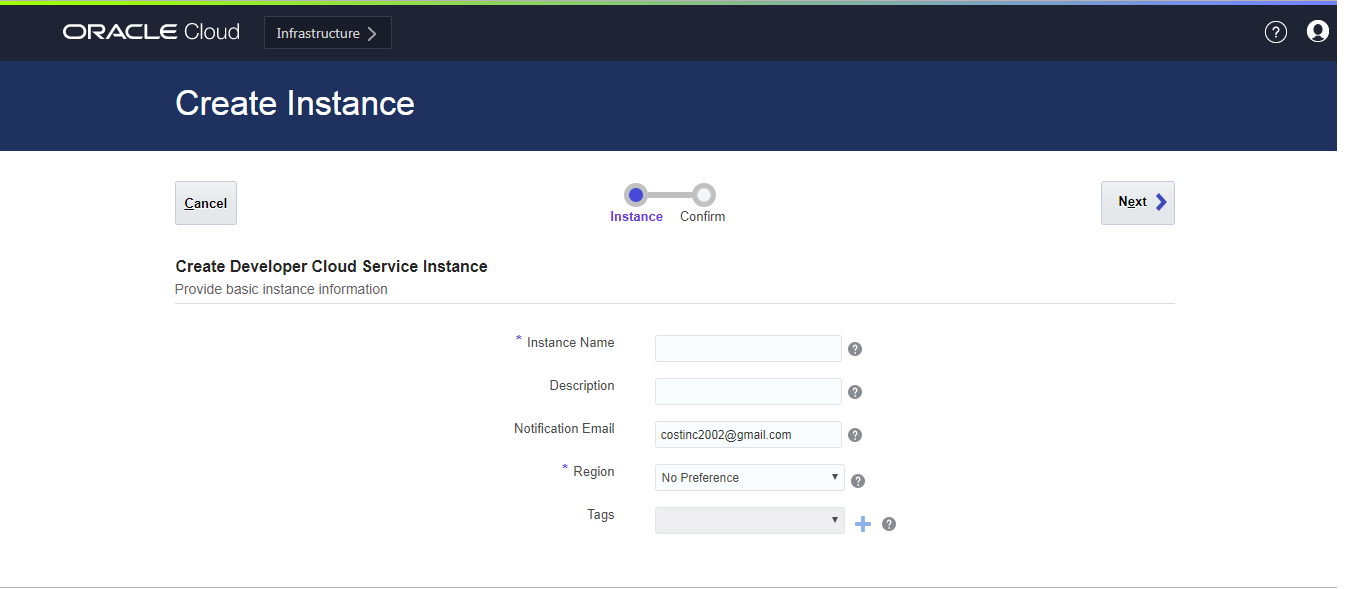 ORACLE Cloud Infrastructure
Create Instance
Cancel
Instance Confirm
Next
Create Developer Cloud Service Instance
Provide basic instance information
* Instance Name
Description
Notification Email costinc2002@gmail.com
* Region No Preference
Tags